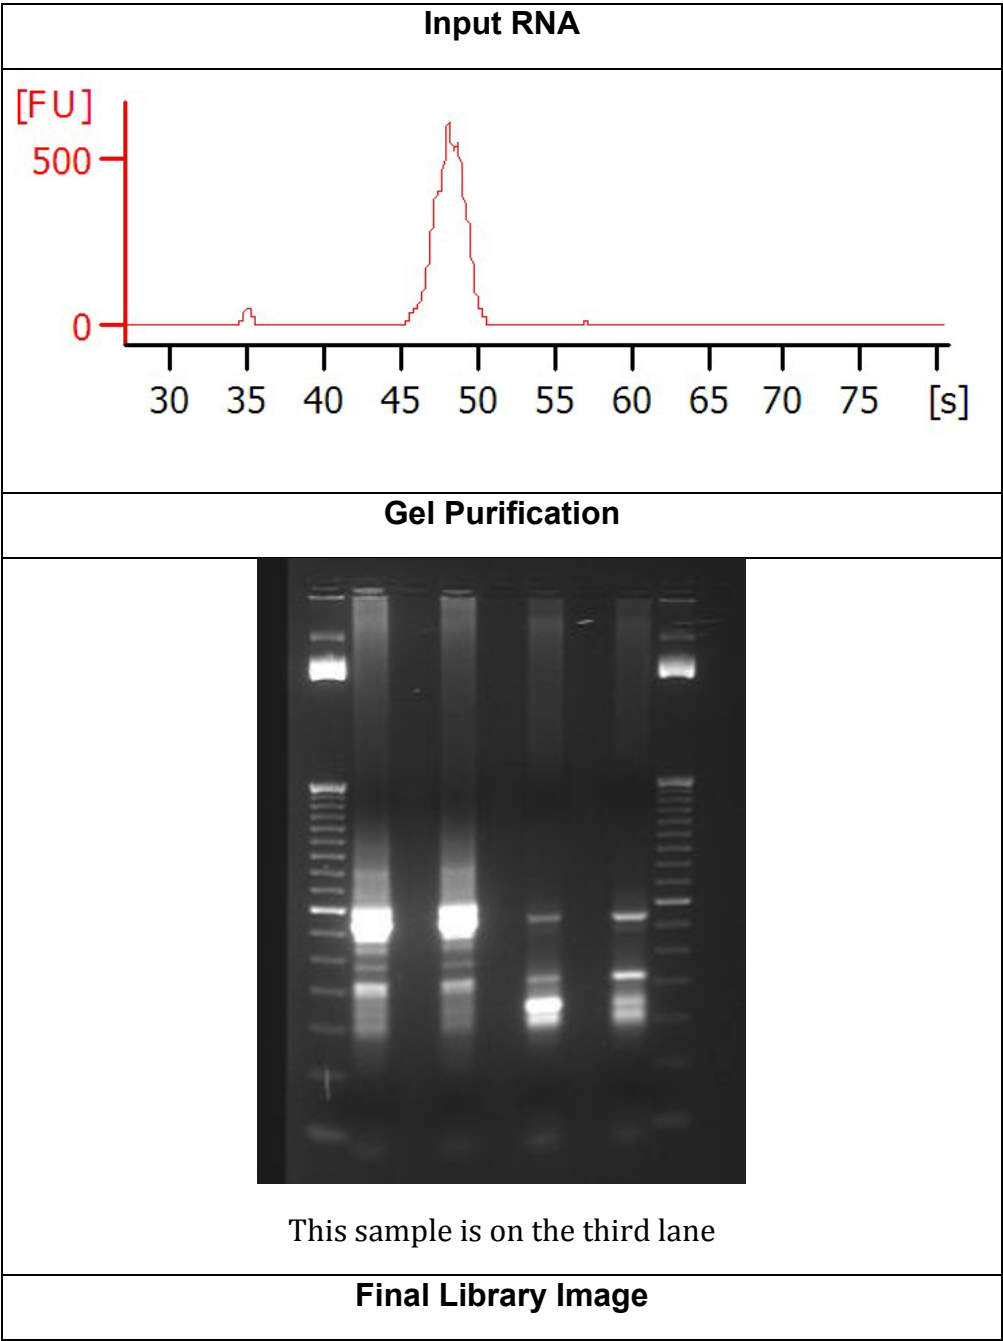 Input RNA
[FU]
500
0
30 35 40 45 50 55 60 65 70 75 [s]
Gel Purification
This sample is on the third lane
Final Library Image